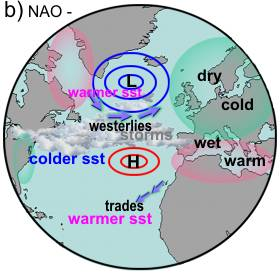 b) NAO -
L
dry
warmer sst
cold
westerlies
storms
wet
colder sst
H
warm
trades
warmer sst